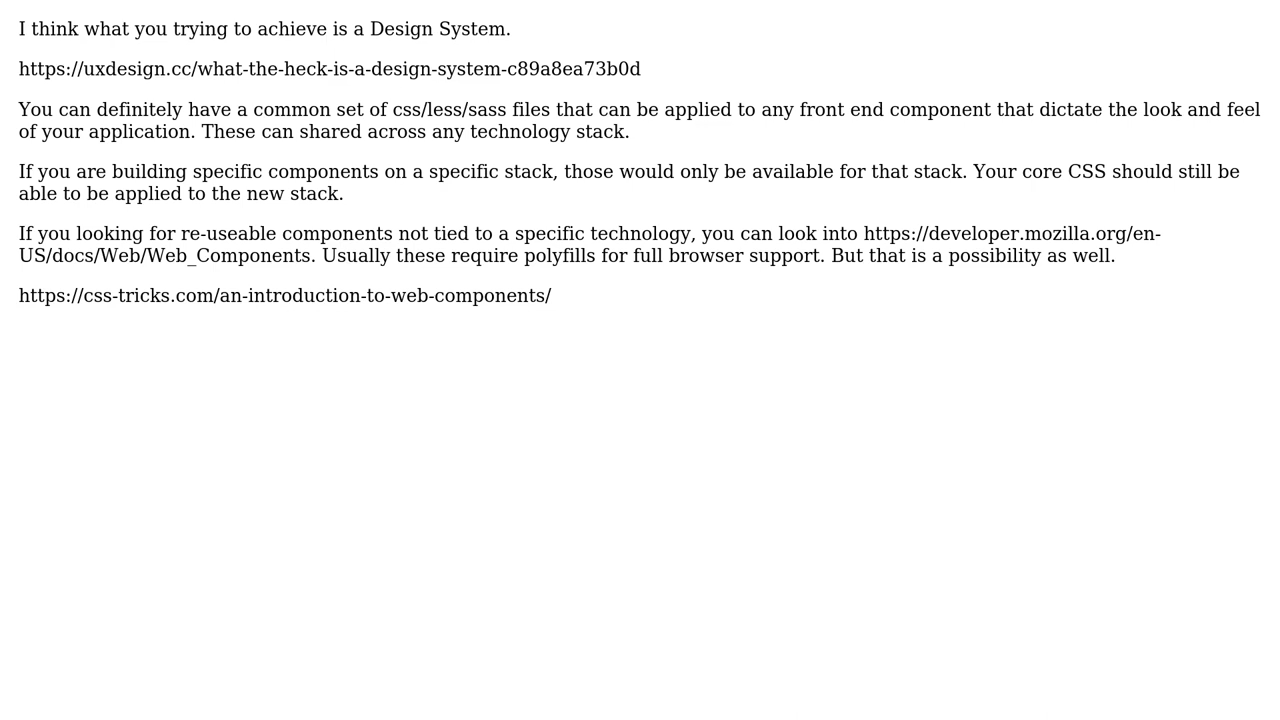 I think what you trying to achieve is a Design System.
https://uxdesign.cc/what-the-heck-is-a-design-system-c89a8ea73b0d
You can definitely have a common set of css/less/sass files that can be applied to any front end component that dictate the look and feel
of your application. These can shared across any technology stack.
If you are building specific components on a specific stack, those would only be available for that stack. Your core CSS should still be
able to be applied to the new stack.
If you looking for re-useable components not tied to a specific technology, you can look into https://developer.mozilla.org/en-
US/docs/Web/Web_Components. Usually these require polyfills for full browser support. But that is a possibility as well.
https://css-tricks.com/an-introduction-to-web-components/